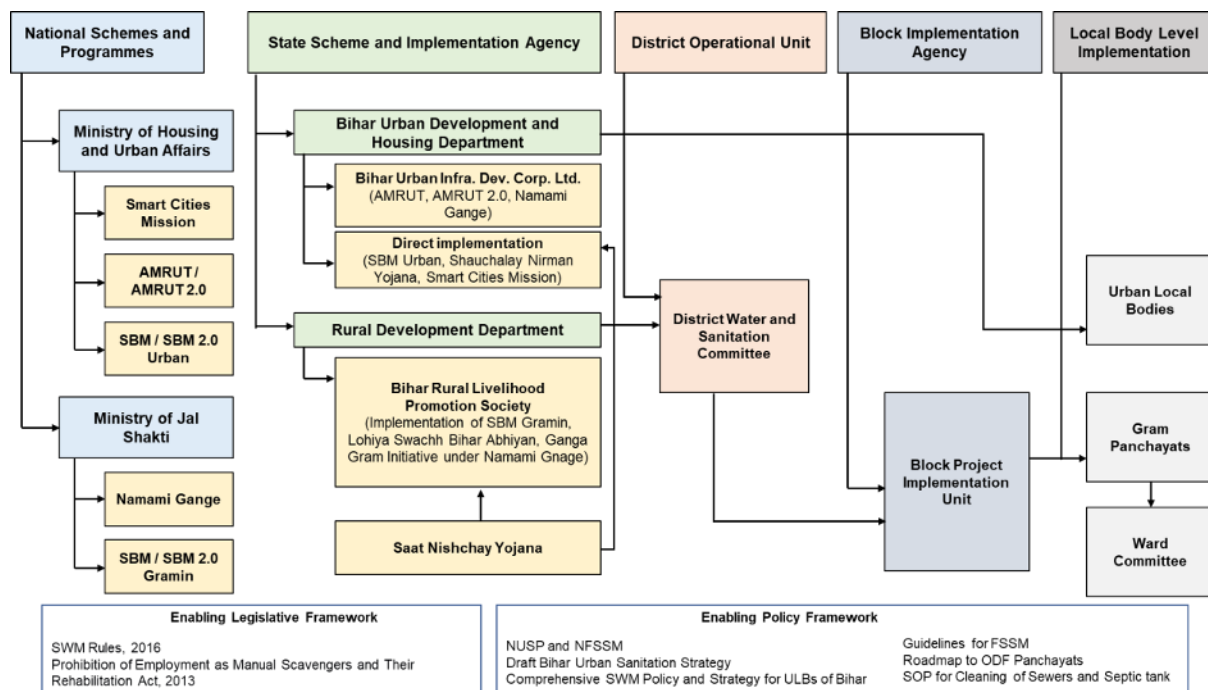 National Schemes and
Programmes
State Scheme and Implementation Agency
District Operational Unit
Block Implementation
Agency
Local Body Level
Implementation
Ministry of Housing
and Urban Affairs
Smart Cities
Mission
AMRUT /
AMRUT 2.0
SBM / SBM 2.0
Urban
Ministry of Jal
Shakti
Namami Gange
SBM / SBM 2.0
Gramin
Bihar Urban Development and
Housing Department
Bihar Urban Infra. Dev. Corp. Ltd.
(AMRUT, AMRUT 2.0, Namami
Gange)
Direct implementation
(SBM Urban, Shauchalay Nirman
Yojana, Smart Cities Mission)
Rural Development Department
Bihar Rural Livelihood
Promotion Society
(Implementation of SBM Gramin,
Lohiya Swachh Bihar Abhiyan, Ganga
Gram Initiative under Namami Gnage)
Saat Nishchay Yojana
District Water and
Sanitation
Committee
Block Project
Implementation
Unit
Urban Local
Bodies
Gram
Panchayats
Ward
Committee
Enabling Legislative Framework
SWM Rules, 2016
Prohibition of Employment as Manual Scavengers and Their
Rehabilitation Act, 2013
Enabling Policy Framework
NUSP and NFSSM
Draft Bihar Urban Sanitation Strategy
Comprehensive SWM Policy and Strategy for ULBs of Bihar
Guidelines for FSSM
Roadmap to ODF Panchayats
SOP for Cleaning of Sewers and Septic tank